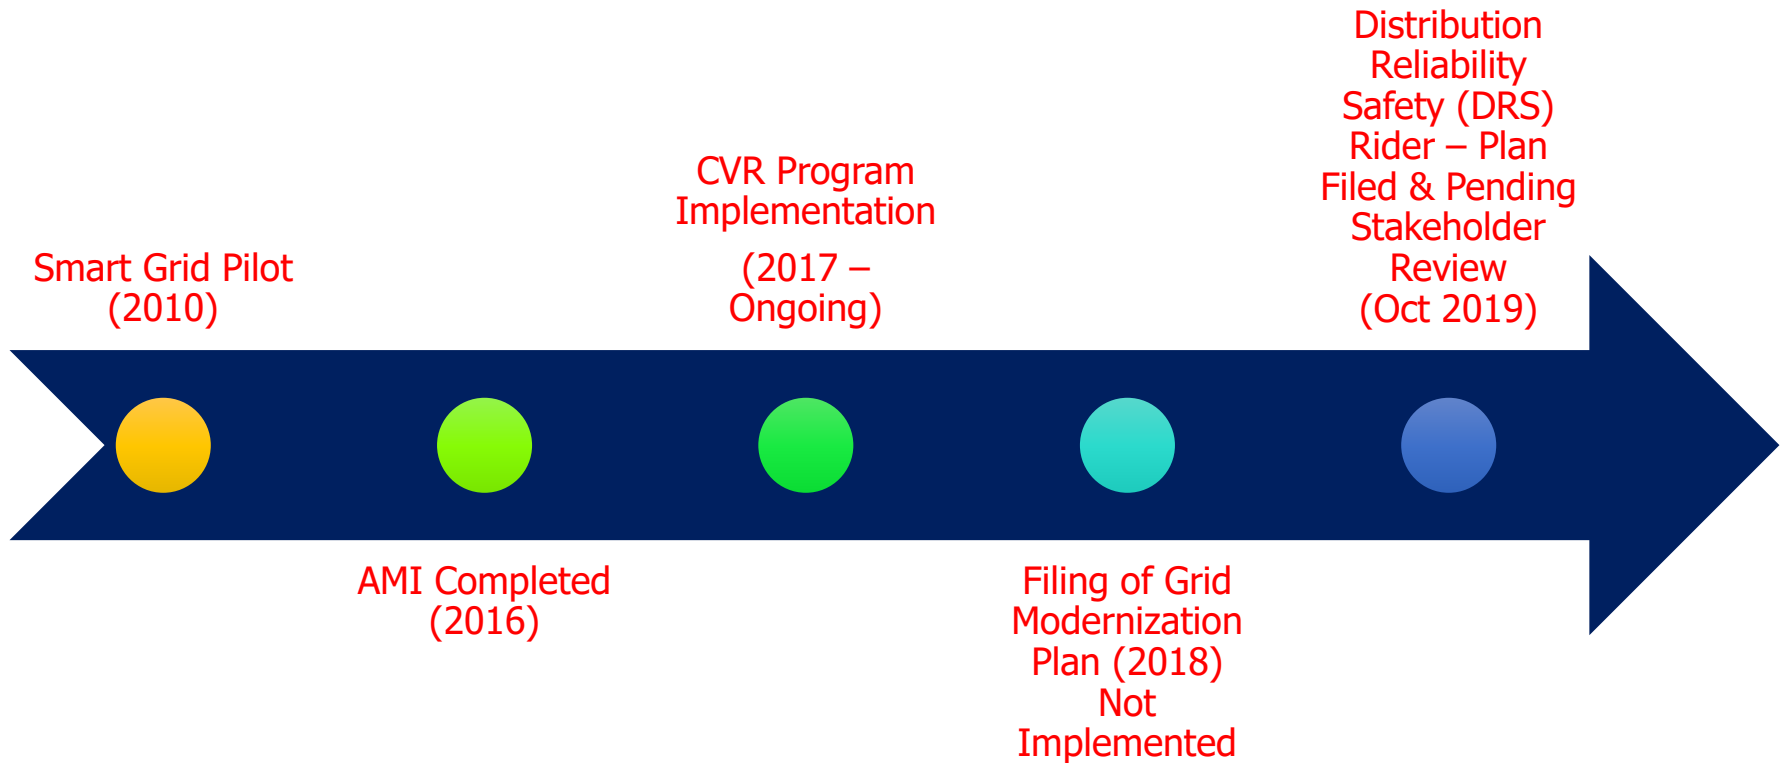 Smart Grid Pilot
(2010)
AMI Completed
(2016)
CVR Program
Implementation
(2017 –
Ongoing)
Filing of Grid
Modernization
Plan (2018)
Not
Implemented
Distribution
Reliability
Safety (DRS)
Rider – Plan
Filed & Pending
Stakeholder
Review
(Oct 2019)